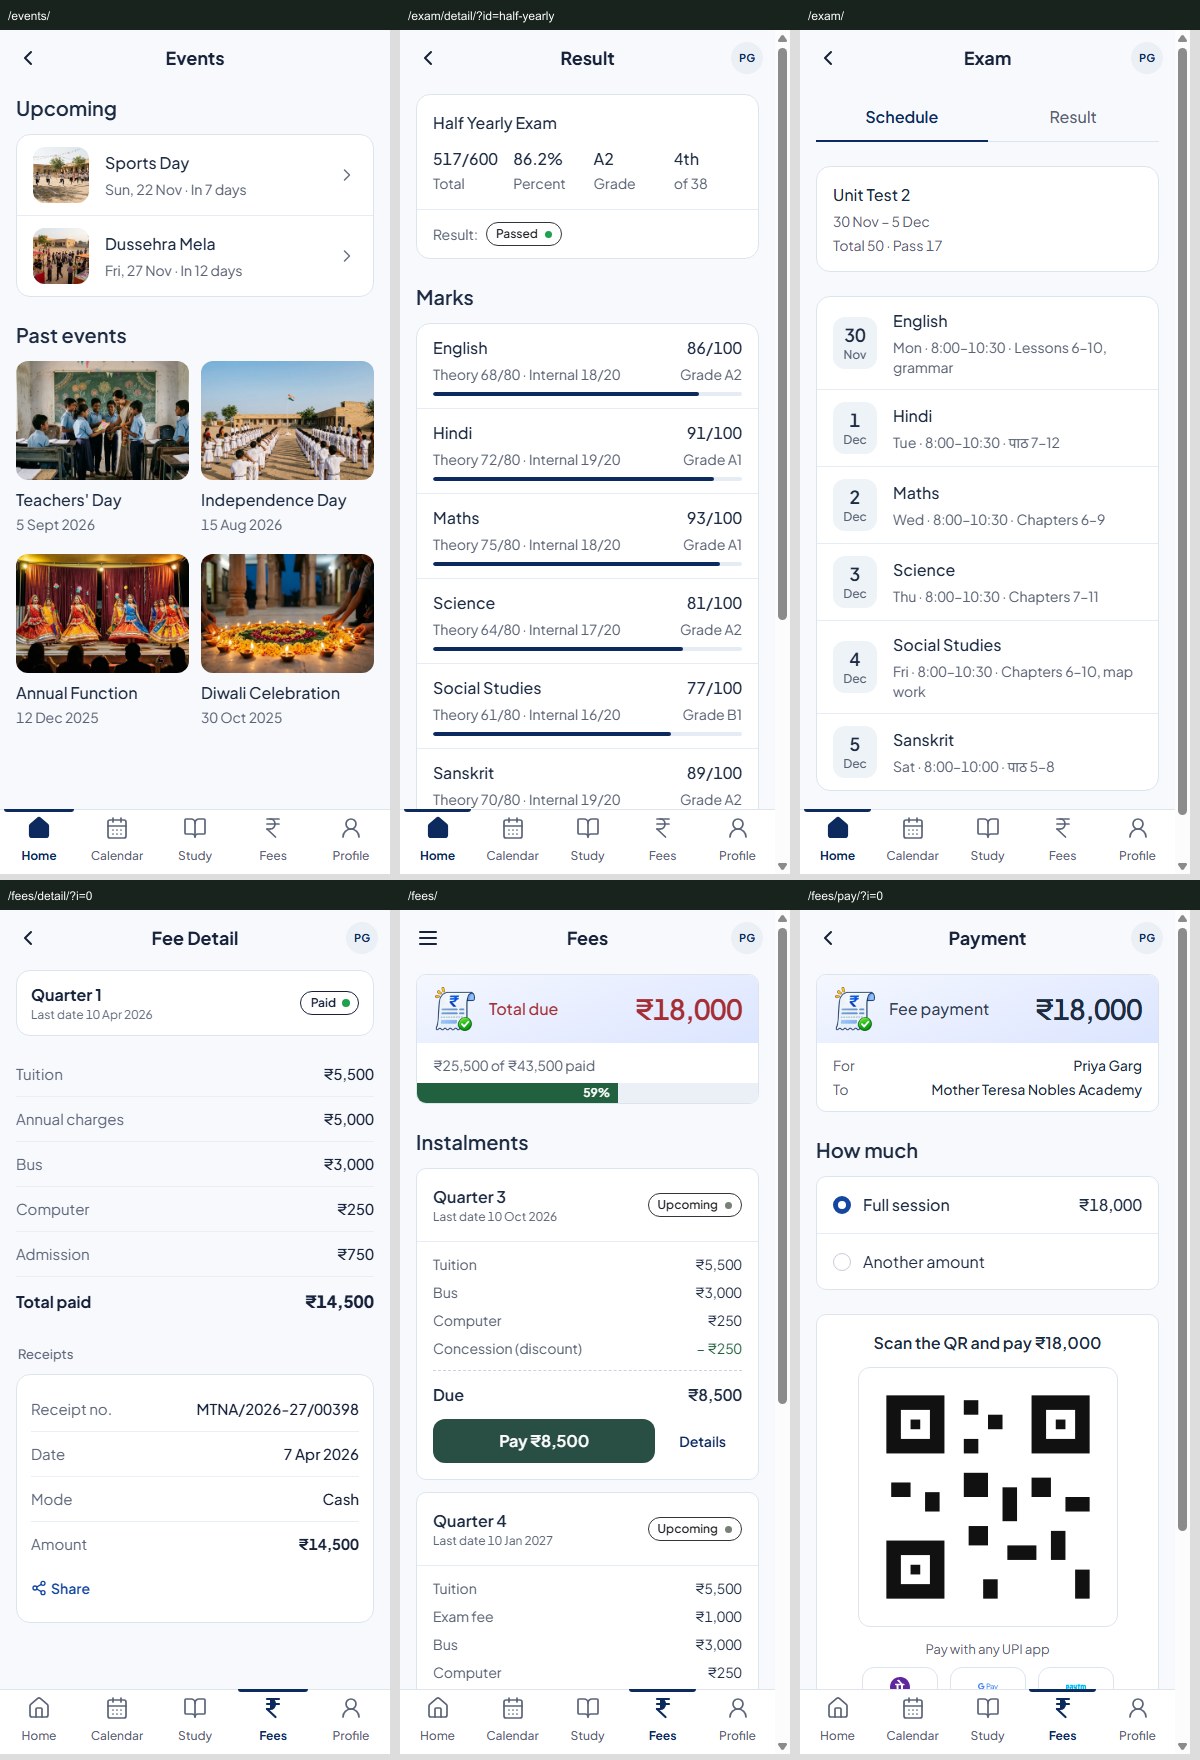 /events/
Events
Upcoming
Sports Day
Sun, 22 Nov · In 7 days
Dussehra Mela
Fri, 27 Nov · In 12 days
Past events
Teachers' Day
5 Sept 2026
Independence Day
15 Aug 2026
Annual Function
12 Dec 2025
Diwali Celebration
30 Oct 2025
Home
Calendar
Study
Fees
Profile
/exam/detail/?id=half-yearly
Result
PG
Half Yearly Exam
517/600 86.2% A2 4th
Total Percent Grade of 38
Result: Passed
Marks
English 86/100
Theory 68/80 · Internal 18/20 Grade A2
Hindi 91/100
Theory 72/80 · Internal 19/20 Grade A1
Maths 93/100
Theory 75/80 · Internal 18/20 Grade A1
Science 81/100
Theory 64/80 · Internal 17/20 Grade A2
Social Studies 77/100
Theory 61/80 · Internal 16/20 Grade B1
Sanskrit 89/100
Theory 70/80 · Internal 19/20 Grade A2
Home
Calendar
Study
Fees
Profile
/exam/
Exam
PG
Schedule
Result
Unit Test 2
30 Nov – 5 Dec
Total 50 · Pass 17
30 Nov
English
Mon · 8:00–10:30 · Lessons 6–10,
grammar
1 Dec
Hindi
Tue · 8:00–10:30 · पाठ 7–12
2 Dec
Maths
Wed · 8:00–10:30 · Chapters 6–9
3 Dec
Science
Thu · 8:00–10:30 · Chapters 7–11
4 Dec
Social Studies
Fri · 8:00–10:30 · Chapters 6–10, map
work
5 Dec
Sanskrit
Sat · 8:00–10:00 · पाठ 5–8
Home
Calendar
Study
Fees
Profile
/fees/detail/?i=0
Fee Detail
PG
Quarter 1
Last date 10 Apr 2026
Paid
Tuition ₹5,500
Annual charges ₹5,000
Bus ₹3,000
Computer ₹250
Admission ₹750
Total paid ₹14,500
Receipts
Receipt no. MTNA/2026-27/00398
Date 7 Apr 2026
Mode Cash
Amount ₹14,500
Share
Home
Calendar
Study
Fees
Profile
/fees/
Fees
PG
₹
Total due ₹18,000
₹25,500 of ₹43,500 paid
59%
Instalments
Quarter 3
Last date 10 Oct 2026
Upcoming
Tuition ₹5,500
Bus ₹3,000
Computer ₹250
Concession (discount) – ₹250
Due ₹8,500
Pay ₹8,500
Details
Quarter 4
Last date 10 Jan 2027
Upcoming
Tuition ₹5,500
Exam fee ₹1,000
Bus ₹3,000
Computer ₹250
Home
Calendar
Study
Fees
Profile
/fees/pay/?i=0
Payment
PG
₹
Fee payment ₹18,000
For Priya Garg
To Mother Teresa Nobles Academy
How much
Full session ₹18,000
Another amount
Scan the QR and pay ₹18,000
Pay with any UPI app
G Pay
paytm
Home
Calendar
Study
Fees
Profile